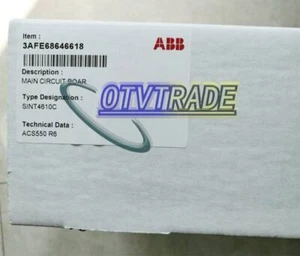 Item :
3AFE68646618
ABB
Description :
MAIN CIRCUIT BOAR
Type Designation :
SINT4610C
Technical Data :
ACS550 R6
OTVTRADE